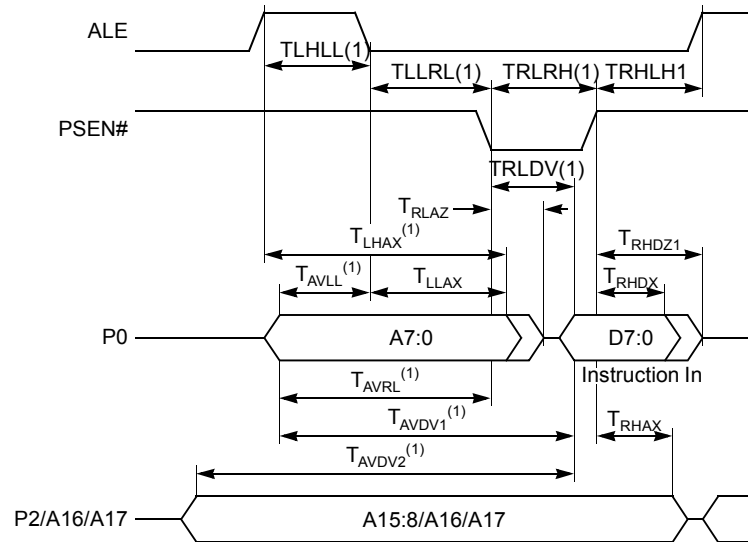 ALE
TLHLL(1)
TLLRL(1) TRLRH(1) TRHLH1
PSEN#
TRLDV(1)
TRLAZ
TLHAX(1)
TRHDZ1
TAVLL(1) TLLAX TRHDX
P0 A7:0 D7:0
Instruction In
TAVRL(1)
TAVDV1(1)
TRHAX
TAVDV2(1)
P2/A16/A17 A15:8/A16/A17